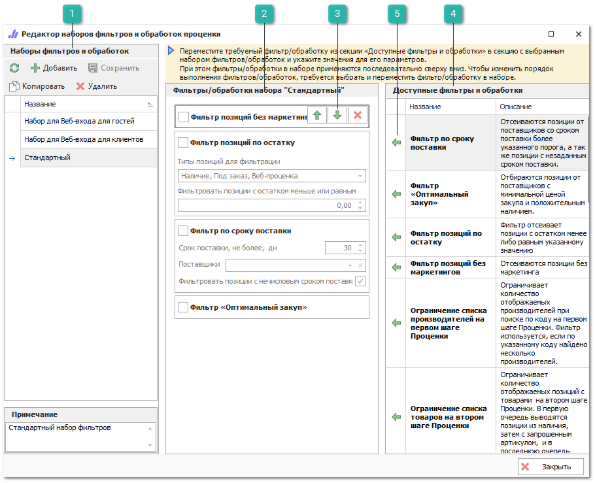 1
2
3
5
4
Редактор наборов фильтров и обработок проценки
Наборы фильтров и обработок
Добавить
Сохранить
Копировать
Удалить
Название
Набор для Веб-входа для гостей
Набор для Веб-входа для клиентов
Стандартный
Примечание
Стандартный набор фильтров
Переместите требуемый фильтр/обработку из секции «Доступные фильтры и обработки» в секцию с выбранным
набором фильтров/обработок и укажите значения для его параметров.
При этом фильтры/обработки в наборе применяются последовательно сверху вниз. Чтобы изменить порядок
выполнения фильтров/обработок, требуется выбрать и переместить фильтр/обработку в наборе.
Фильтры/обработки набора "Стандартный"
Фильтр позиций без маркетинг
Фильтр позиций по остатку
Типы позиций для фильтрации
Наличие, Под заказ, Веб-проценка
Фильтровать позиции с остатком меньше или равным
0,00
Фильтр по сроку поставки
Срок поставки, не более, дн
30
Поставщики
Фильтровать позиции с нечисловым сроком поставк
Фильтр «Оптимальный закуп»
Доступные фильтры и обработки
Название
Описание
Фильтр по сроку
поставки
Отсеиваются позиции от
поставщиков со сроком
поставки более
указанного порога, а так
же позиции с незаданным
сроком поставки.
Фильтр
«Оптимальный
закуп»
Отбираются позиции от
поставщиков с
минимальной ценой
закупа и положительным
наличием.
Фильтр позиций по
остатку
Фильтр отсеивает
позиции с остатком менее
либо равным указанному
значению
Фильтр позиций без
маркетингов
Отсеиваются позиции без
маркетинга
Ограничение списка
производителей на
первом шаге
Проценки
Ограничивает
количество
отображаемых
производителей при
поиске по коду на первом
шаге Проценки. Фильтр
используется, если по
указанному коду найдено
несколько
производителей.
Ограничение списка
товаров на втором
шаге Проценки
Ограничивает
количество
отображаемых позиций с
товарами на втором шаге
Проценки. В первую
очередь выводятся
позиции из наличия,
затем с запрошенным
артикулом, и в
последнюю очередь,
Закрыть